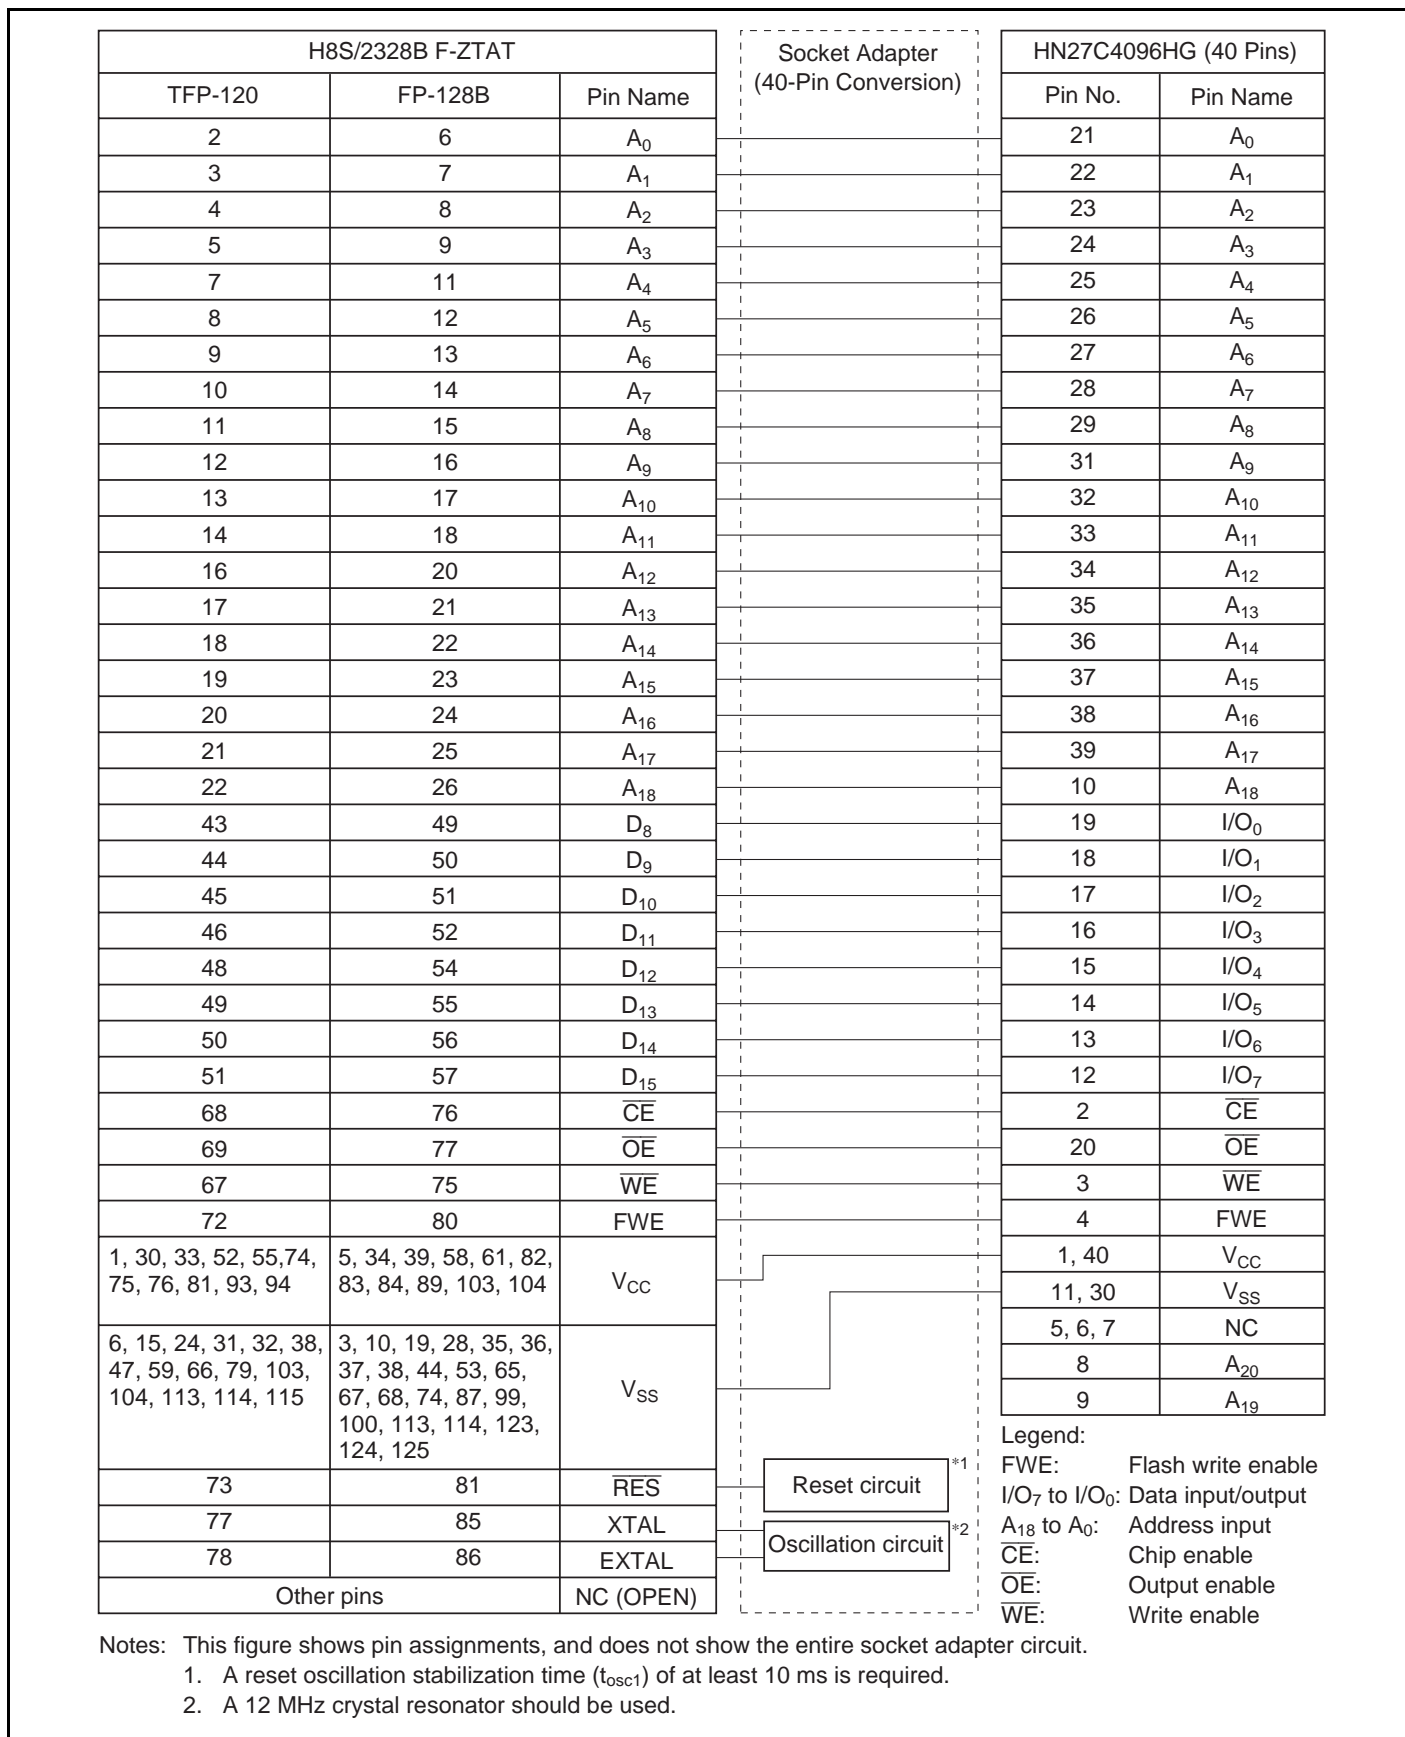 H8S/2328B F-ZTAT
Socket Adapter
(40-Pin Conversion)
HN27C4096HG (40 Pins)
TFP-120 FP-128B Pin Name
Pin No. Pin Name
2 6 A0 21 A0
3 7 A1 22 A1
4 8 A2 23 A2
5 9 A3 24 A3
7 11 A4 25 A4
8 12 A5 26 A5
9 13 A6 27 A6
10 14 A7 28 A7
11 15 A8 29 A8
12 16 A9 31 A9
13 17 A10 32 A10
14 18 A11 33 A11
16 20 A12 34 A12
17 21 A13 35 A13
18 22 A14 36 A14
19 23 A15 37 A15
20 24 A16 38 A16
21 25 A17 39 A17
22 26 A18 10 A18
43 49 D8 19 I/O0
44 50 D9 18 I/O1
45 51 D10 17 I/O2
46 52 D11 16 I/O3
48 54 D12 15 I/O4
49 55 D13 14 I/O5
50 56 D14 13 I/O6
51 57 D15 12 I/O7
68 76 CE 2 CE
69 77 OE 20 OE
67 75 WE 3 WE
72 80 FWE 4 FWE
1, 30, 33, 52, 55,74,
75, 76, 81, 93, 94
5, 34, 39, 58, 61, 82,
83, 84, 89, 103, 104
VCC
1, 40 VCC
11, 30 VSS
5, 6, 7 NC
8 A20
9 A19
6, 15, 24, 31, 32, 38,
47, 59, 66, 79, 103,
104, 113, 114, 115
3, 10, 19, 28, 35, 36,
37, 38, 44, 53, 65,
67, 68, 74, 87, 99,
100, 113, 114, 123,
124, 125
VSS
73 81 RES
Reset circuit *1
77 85 XTAL
78 86 EXTAL
Oscillation circuit *2
Other pins NC (OPEN)
Legend:
FWE: Flash write enable
I/O7 to I/O0: Data input/output
A18 to A0: Address input
CE: Chip enable
OE: Output enable
WE: Write enable
Notes: This figure shows pin assignments, and does not show the entire socket adapter circuit.
1. A reset oscillation stabilization time (tosc1) of at least 10 ms is required.
2. A 12 MHz crystal resonator should be used.